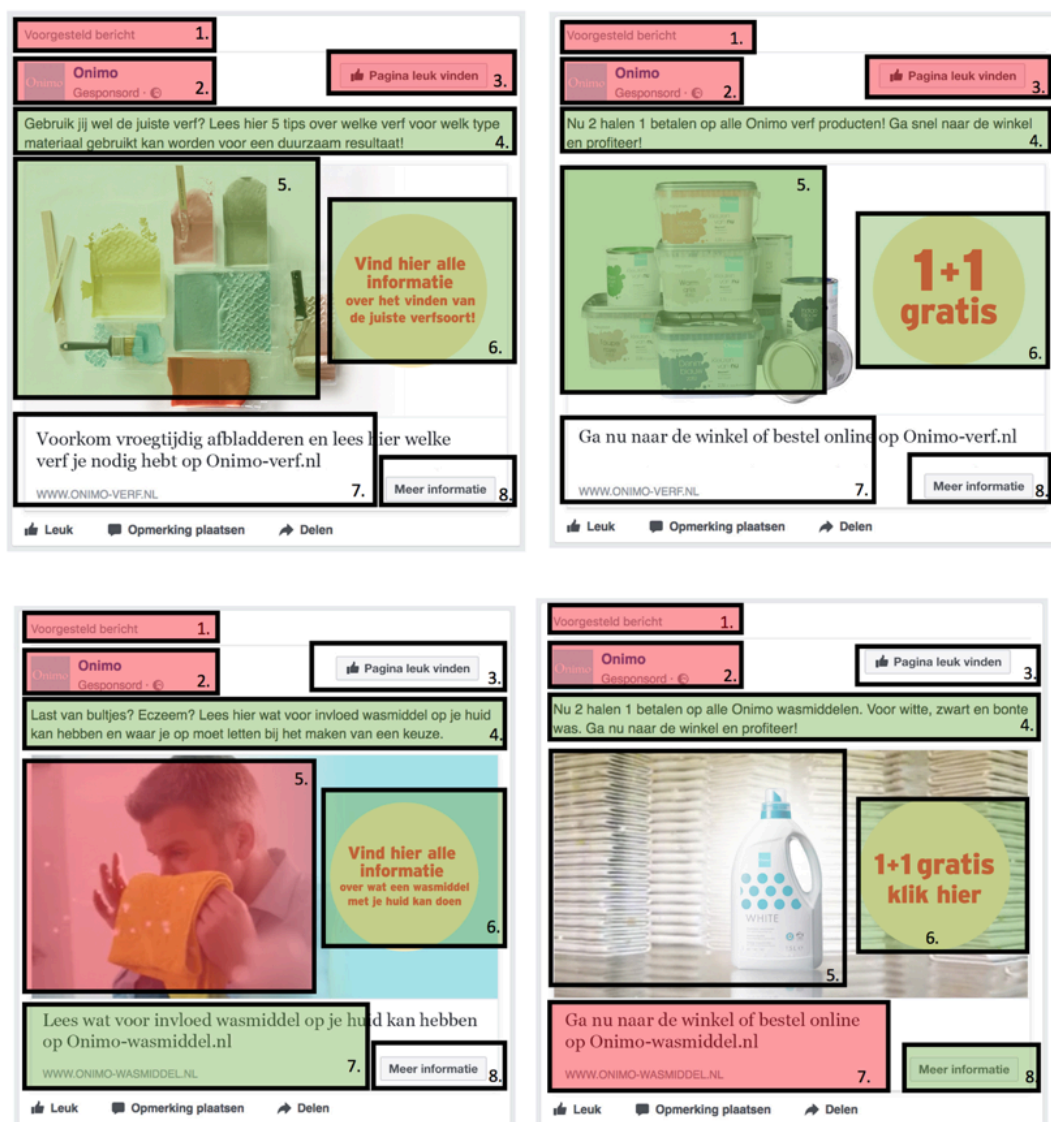 Voorgesteld bericht 1.
Onimo Onimo
Gesponsord · 2.
Pagina leuk vinden 3.
Gebruik jij wel de juiste verf? Lees hier 5 tips over welke verf voor welk type
materiaal gebruikt kan worden voor een duurzaam resultaat! 4.
5.
Vind hier alle
informatie
over het vinden van
de juiste verfsoort!
6.
Voorkom vroegtijdig afbladderen en lees hier welke
verf je nodig hebt op Onimo-verf.nl
WWW.ONIMO-VERF.NL 7.
Meer informatie 8.
Leuk Opmerking plaatsen Delen
Voorgesteld bericht 1.
Onimo Onimo
Gesponsord · 2.
Pagina leuk vinden 3.
Nu 2 halen 1 betalen op alle Onimo verf producten! Ga snel naar de winkel
en profiteer! 4.
5.
1+1
gratis
6.
Ga nu naar de winkel of bestel online op Onimo-verf.nl
WWW.ONIMO-VERF.NL 7.
Meer informatie 8.
Leuk Opmerking plaatsen Delen
Voorgesteld bericht 1.
Onimo Onimo
Gesponsord · 2.
Pagina leuk vinden 3.
Last van bultjes? Eczeem? Lees hier wat voor invloed wasmiddel op je huid
kan hebben en waar je op moet letten bij het maken van een keuze. 4.
5.
Vind hier alle
informatie
over wat een wasmiddel
met je huid kan doen
6.
Lees wat voor invloed wasmiddel op je huid kan hebben
op Onimo-wasmiddel.nl
WWW.ONIMO-WASMIDDEL.NL 7.
Meer informatie 8.
Leuk Opmerking plaatsen Delen
Voorgesteld bericht 1.
Onimo Onimo
Gesponsord · 2.
Pagina leuk vinden 3.
Nu 2 halen 1 betalen op alle Onimo wasmiddelen. Voor witte, zwart en bonte
was. Ga nu naar de winkel en profiteer! 4.
WHITE
5.
1+1 gratis
klik hier
6.
Ga nu naar de winkel of bestel online
op Onimo-wasmiddel.nl
WWW.ONIMO-WASMIDDEL.NL 7.
Meer informatie 8.
Leuk Opmerking plaatsen Delen